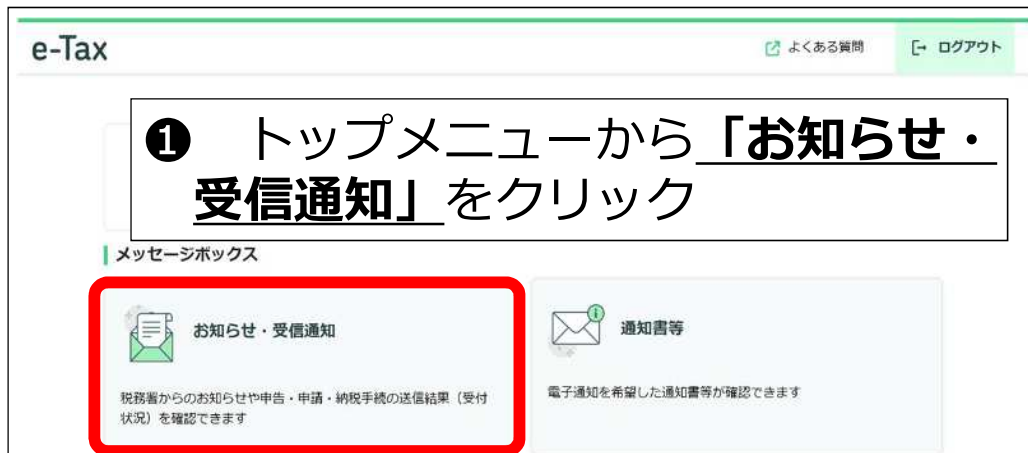 e-Tax
よくある質問
ログアウト
❶ トップメニューから「お知らせ・
受信通知」をクリック
メッセージボックス
お知らせ・受信通知
税務署からのお知らせや申告・申請・納税手続の送信結果（受付
状況）を確認できます
通知書等
電子通知を希望した通知書等が確認できます